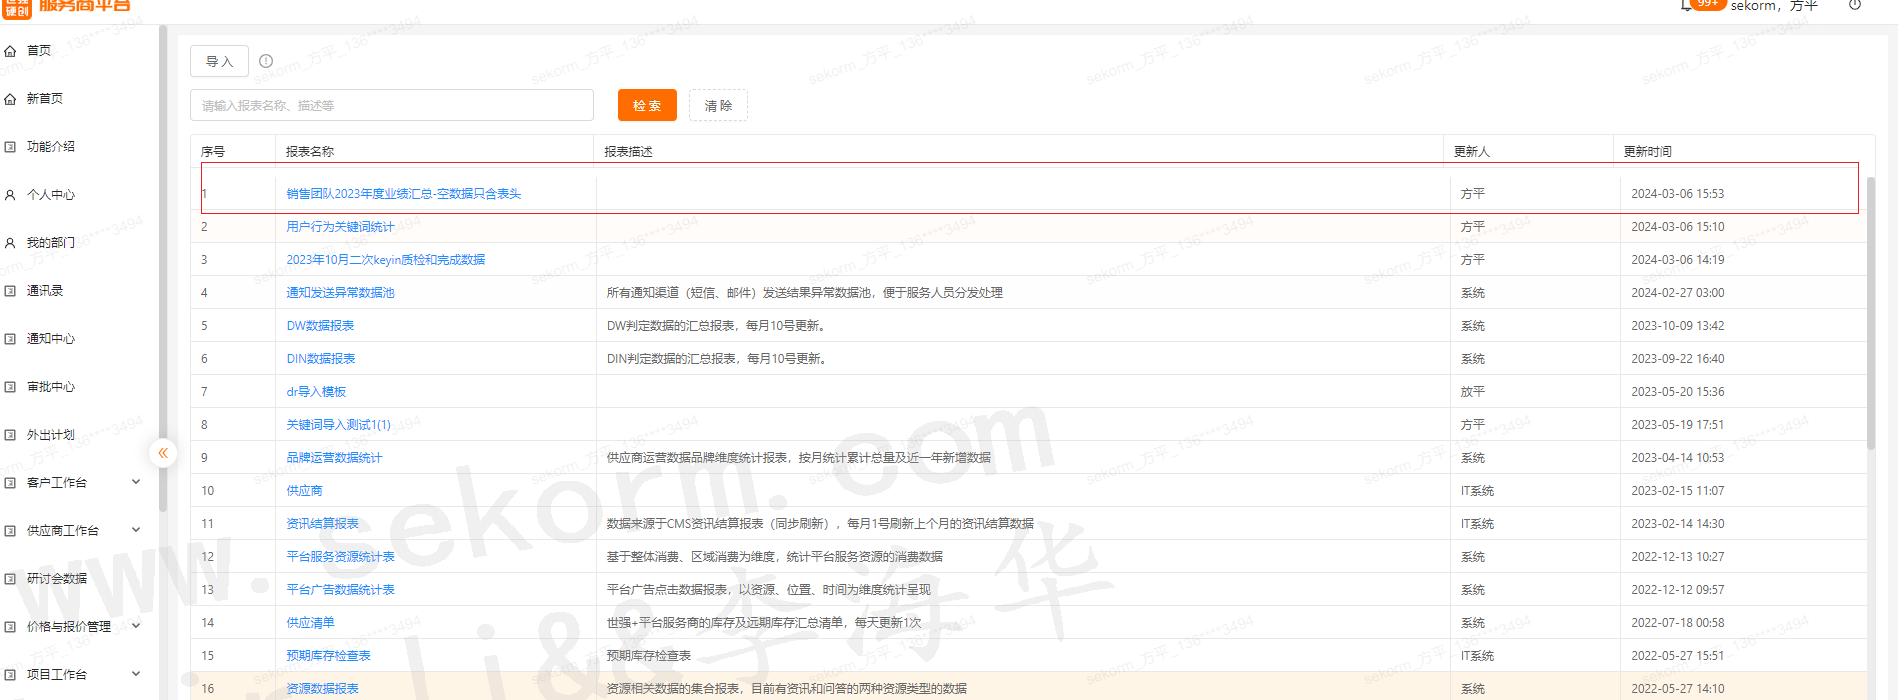 硬创 服务商平台
99+ sekorm，方平
首页
新首页
功能介绍
个人中心
我的部门
通讯录
通知中心
审批中心
外出计划
客户工作台
供应商工作台
研讨会数据
价格与报价管理
项目工作台
导 入
请输入报表名称、描述等 检 索 清 除
序号 报表名称 报表描述 更新人 更新时间
1 销售团队2023年度业绩汇总-空数据只含表头 方平 2024-03-06 15:53
2 用户行为关键词统计 方平 2024-03-06 15:10
3 2023年10月二次keyin质检和完成数据 方平 2024-03-06 14:19
4 通知发送异常数据池 所有通知渠道（短信、邮件）发送结果异常数据池，便于服务人员分发处理 系统 2024-02-27 03:00
5 DW数据报表 DW判定数据的汇总报表，每月10号更新。 系统 2023-10-09 13:42
6 DIN数据报表 DIN判定数据的汇总报表，每月10号更新。 系统 2023-09-22 16:40
7 dr导入模板 放平 2023-05-20 15:36
8 关键词导入测试1(1) 方平 2023-05-19 17:51
9 品牌运营数据统计 供应商运营数据品牌维度统计报表，按月统计累计总量及近一年新增数据 系统 2023-04-14 10:53
10 供应商 IT系统 2023-02-15 11:07
11 资讯结算报表 数据来源于CMS资讯结算报表（同步刷新），每月1号刷新上个月的资讯结算数据 IT系统 2023-02-14 14:30
12 平台服务资源统计表 基于整体消费、区域消费为维度，统计平台服务资源的消费数据 系统 2022-12-13 10:27
13 平台广告数据统计表 平台广告点击数据报表，以资源、位置、时间为维度统计呈现 系统 2022-12-12 09:57
14 供应清单 世强+平台服务商的库存及远期库存汇总清单，每天更新1次 系统 2022-07-18 00:58
15 预期库存检查表 预期库存检查表 IT系统 2022-05-27 15:51
16 资源数据报表 资源相关数据的集合报表，目前有资讯和问答的两种资源类型的数据 系统 2022-05-27 14:10
sekorm_方平_136****3494
www.sekorm.com
li&&李海华